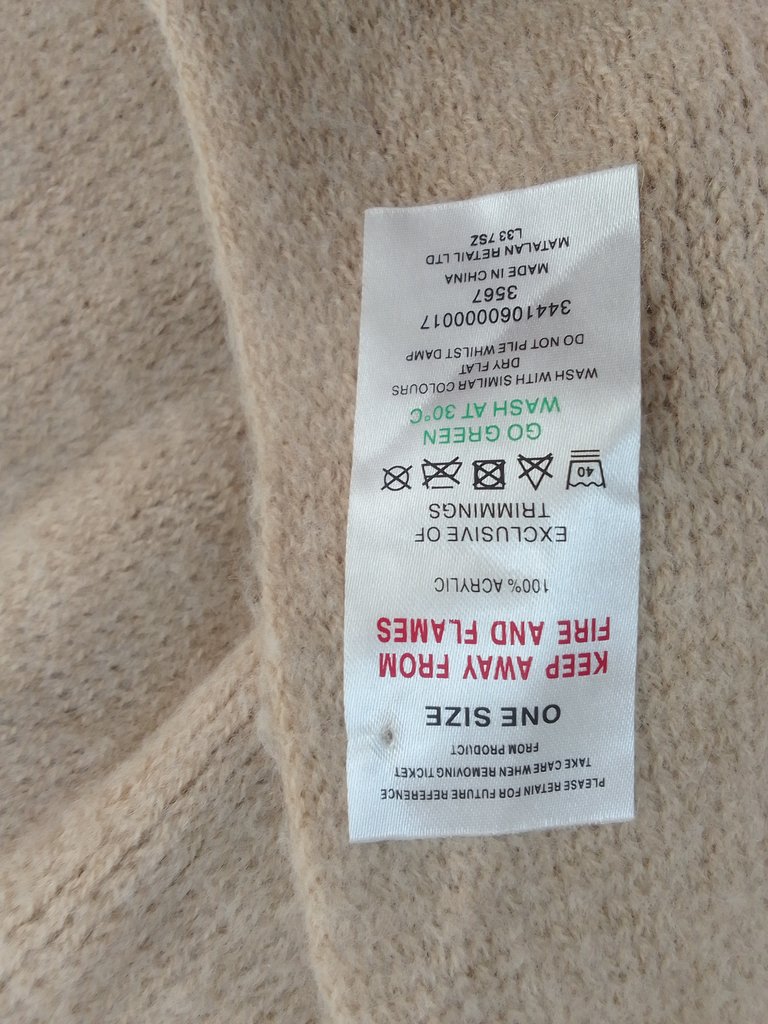 PLEASE RETAIN FOR FUTURE REFERENCE
TAKE CARE WHEN REMOVING TICKET
FROM PRODUCT
ONE SIZE
KEEP AWAY FROM
FIRE AND FLAMES
100% ACRYLIC
EXCLUSIVE OF
TRIMMINGS
40
GO GREEN
WASH AT 30°C
WASH WITH SIMILAR COLOURS
DRY FLAT
DO NOT PILE WHILST DAMP
3441060000017
3567
MADE IN CHINA
MATALAN RETAIL LTD
L33 7SZ